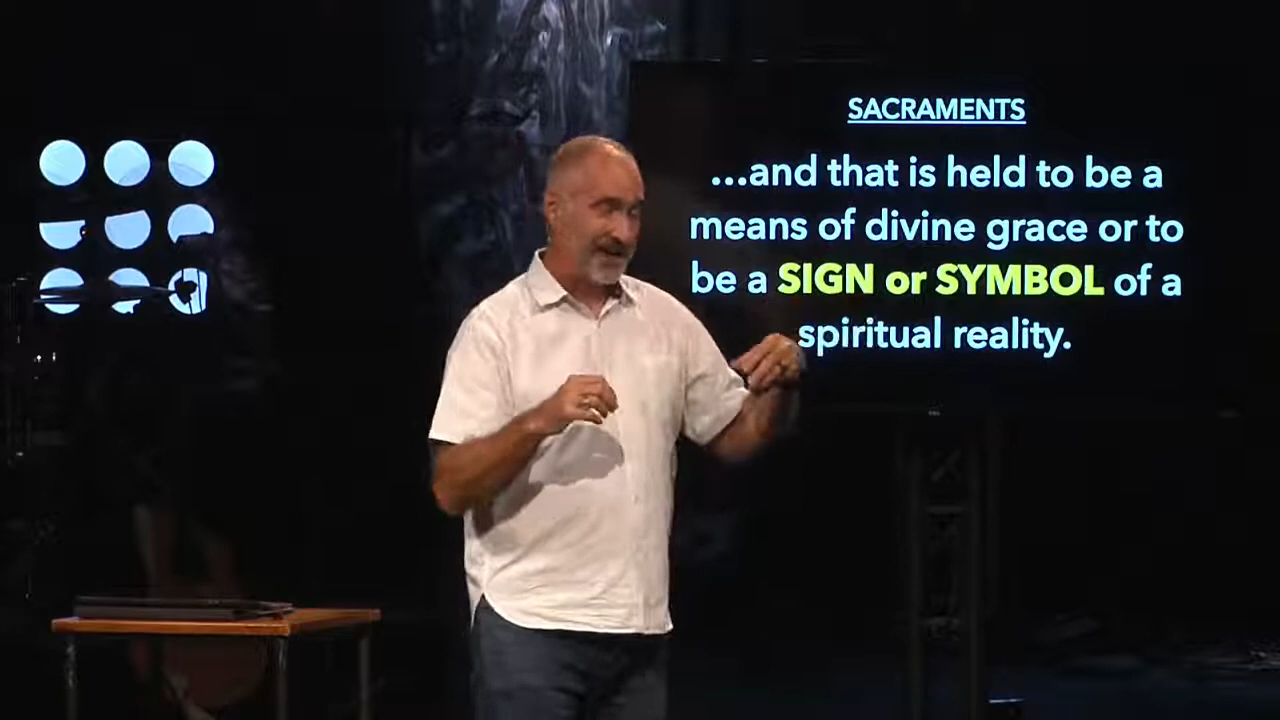 SACRAMENTS
...and that is held to be a
means of divine grace or to
be a SIGN or SYMBOL of a
spiritual reality.